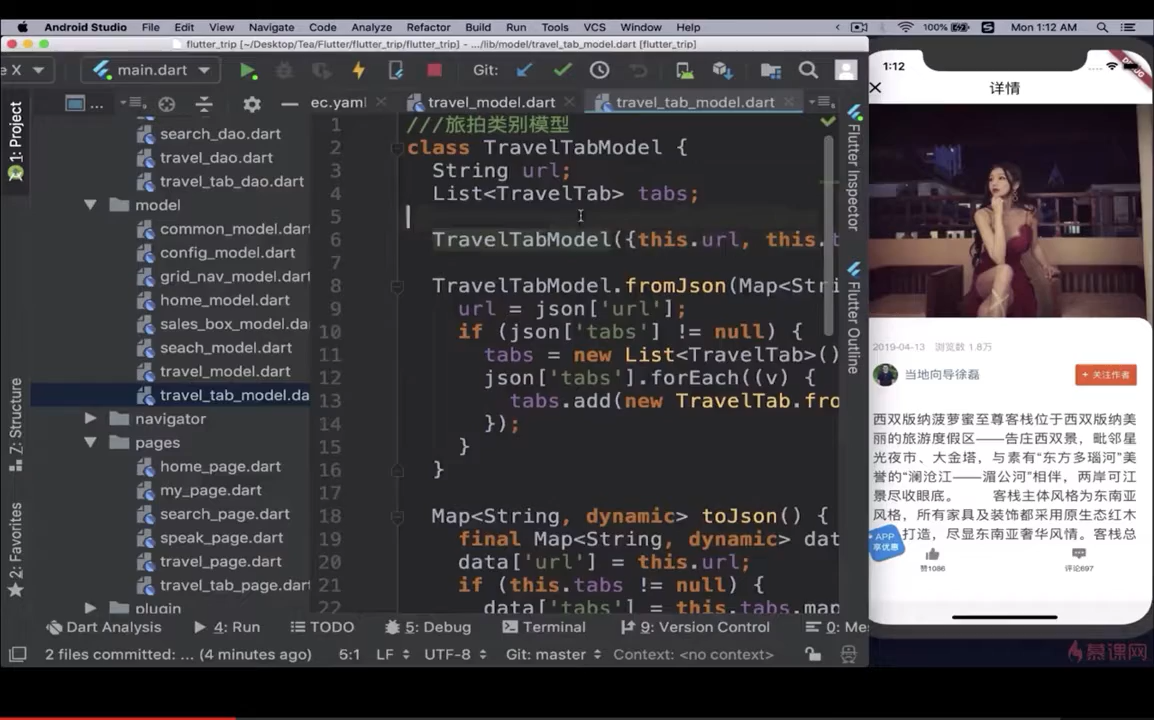 Android Studio File Edit View Navigate Code Analyze Refactor Build Run Tools VCS Window Help 100% Mon 1:12 AM
flutter_trip [~/Desktop/Tea/Flutter/flutter_trip/flutter_trip] - .../lib/model/travel_tab_model.dart [flutter_trip]
e X main.dart Git:
... ec.yaml travel_model.dart travel_tab_model.dart
1: Project
Z: Structure
2: Favorites
search_dao.dart
travel_dao.dart
travel_tab_dao.dart
model
common_model.dart
config_model.dart
grid_nav_model.dart
home_model.dart
sales_box_model.da
seach_model.dart
travel_model.dart
travel_tab_model.da
navigator
pages
home_page.dart
my_page.dart
search_page.dart
speak_page.dart
travel_page.dart
travel_tab_page.dart
plugin
1 ///旅拍类别模型
2 class TravelTabModel {
3 String url;
4 List<TravelTab> tabs;
5
6 TravelTabModel({this.url, this.t
7
8 TravelTabModel.fromJson(Map<Stri
9 url = json['url'];
10 if (json['tabs'] != null) {
11 tabs = new List<TravelTab>()
12 json['tabs'].forEach((v) {
13 tabs.add(new TravelTab.fro
14 });
15 }
16 }
17
18 Map<String, dynamic> toJson() {
19 final Map<String, dynamic> dat
20 data['url'] = this.url;
21 if (this.tabs != null) {
22 data['tabs'] = this.tabs.map
Flutter Inspector
Flutter Outline
Dart Analysis 4: Run TODO 5: Debug Terminal 9: Version Control 0: Me
2 files committed: ... (4 minutes ago) 5:1 LF UTF-8 Git: master Context: <no context>
1:12
详情
2019-04-13 浏览数 1.8万
当地向导徐磊 + 关注作者
西双版纳菠萝蜜至尊客栈位于西双版纳美
丽的旅游度假区——告庄西双景，毗邻星
光夜市、大金塔，与素有“东方多瑙河”美
誉的“澜沧江——湄公河”相伴，两岸可江
景尽收眼底。 客栈主体风格为东南亚
风格，所有家具及装饰都采用原生态红木
打造，尽显东南亚奢华风情。客栈总
APP
享优惠
赞1086 评论697
慕课网